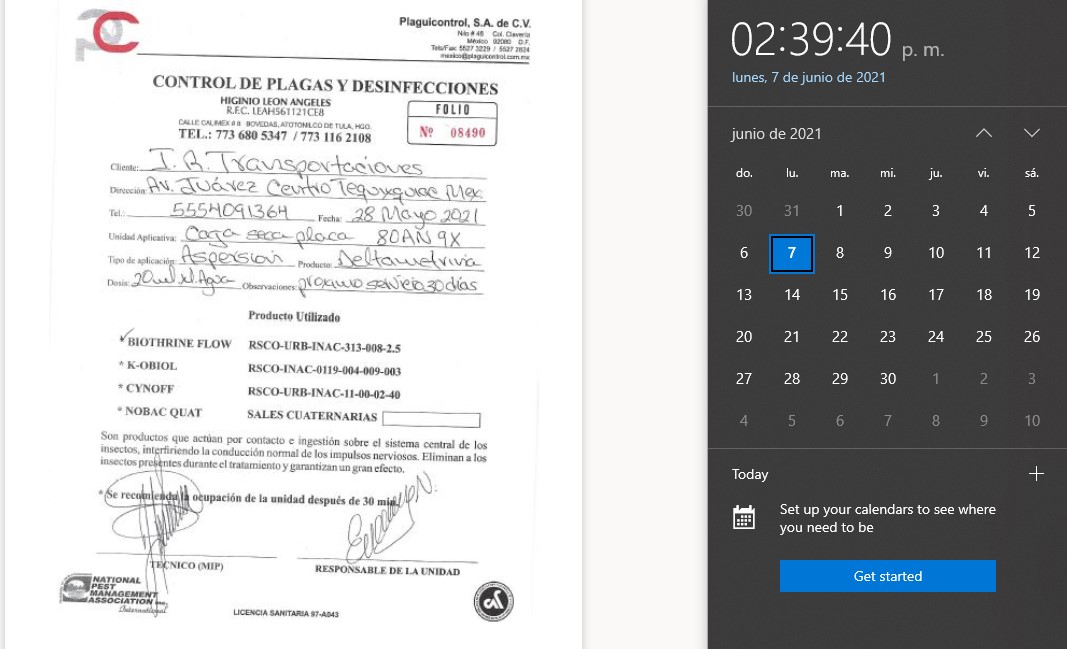 PC
Plaguicontrol, S.A. de C.V.
Nilo # 46 Col. Clavería
México 02080 D.F.
Tels/Fax: 5527 3229 / 5527 2824
mexico@plaguicontrol.com.mx
CONTROL DE PLAGAS Y DESINFECCIONES
HIGINIO LEON ANGELES
R.F.C. LEAH561121CE8
CALLE CALIMEX # 8 BOVEDAS, ATOTONILCO DE TULA, HGO.
TEL.: 773 680 5347 / 773 116 2108
FOLIO
Nº 08490
Cliente: I.R. Transportaciones
Dirección: Av. Juárez Centro Tequixquiac Mex
Tel.: 5554091364 Fecha: 28 Mayo 2021
Unidad Aplicativa: Caja seca placa 80AN9X
Tipo de aplicación: Aspersion Producto: Deltametrivia
Dosis: 20ml xl Agua Observaciones: proximo servicio 30 días
Producto Utilizado
✓ BIOTHRINE FLOW RSCO-URB-INAC-313-008-2.5
* K-OBIOL RSCO-INAC-0119-004-009-003
* CYNOFF RSCO-URB-INAC-11-00-02-40
* NOBAC QUAT SALES CUATERNARIAS
Son productos que actúan por contacto e ingestión sobre el sistema central de los
insectos, interfiriendo la conducción normal de los impulsos nerviosos. Eliminan a los
insectos presentes durante el tratamiento y garantizan un gran efecto.
* Se recomienda la ocupación de la unidad después de 30 min.
TECNICO (MIP)
RESPONSABLE DE LA UNIDAD
NATIONAL
PEST
MANAGEMENT
ASSOCIATION Inc.
International
LICENCIA SANITARIA 97-A043
02:39:40 p. m.
lunes, 7 de junio de 2021
junio de 2021
do. lu. ma. mi. ju. vi. sá.
30 31 1 2 3 4 5
6 7 8 9 10 11 12
13 14 15 16 17 18 19
20 21 22 23 24 25 26
27 28 29 30 1 2 3
4 5 6 7 8 9 10
Today
Set up your calendars to see where
you need to be
Get started